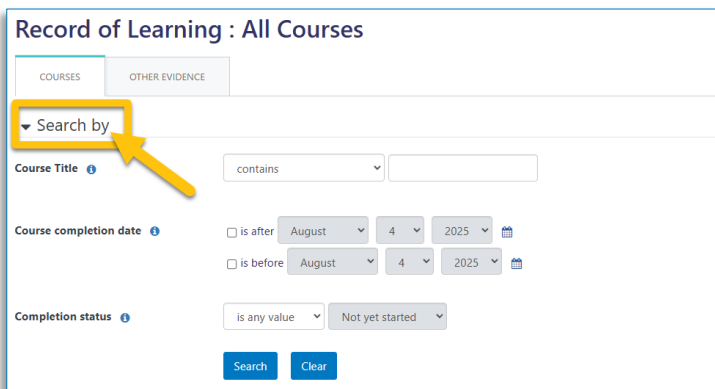 Record of Learning : All Courses
COURSES OTHER EVIDENCE
Search by
Course Title contains
Course completion date is after August 4 2025
is before August 4 2025
Completion status is any value Not yet started
Search Clear